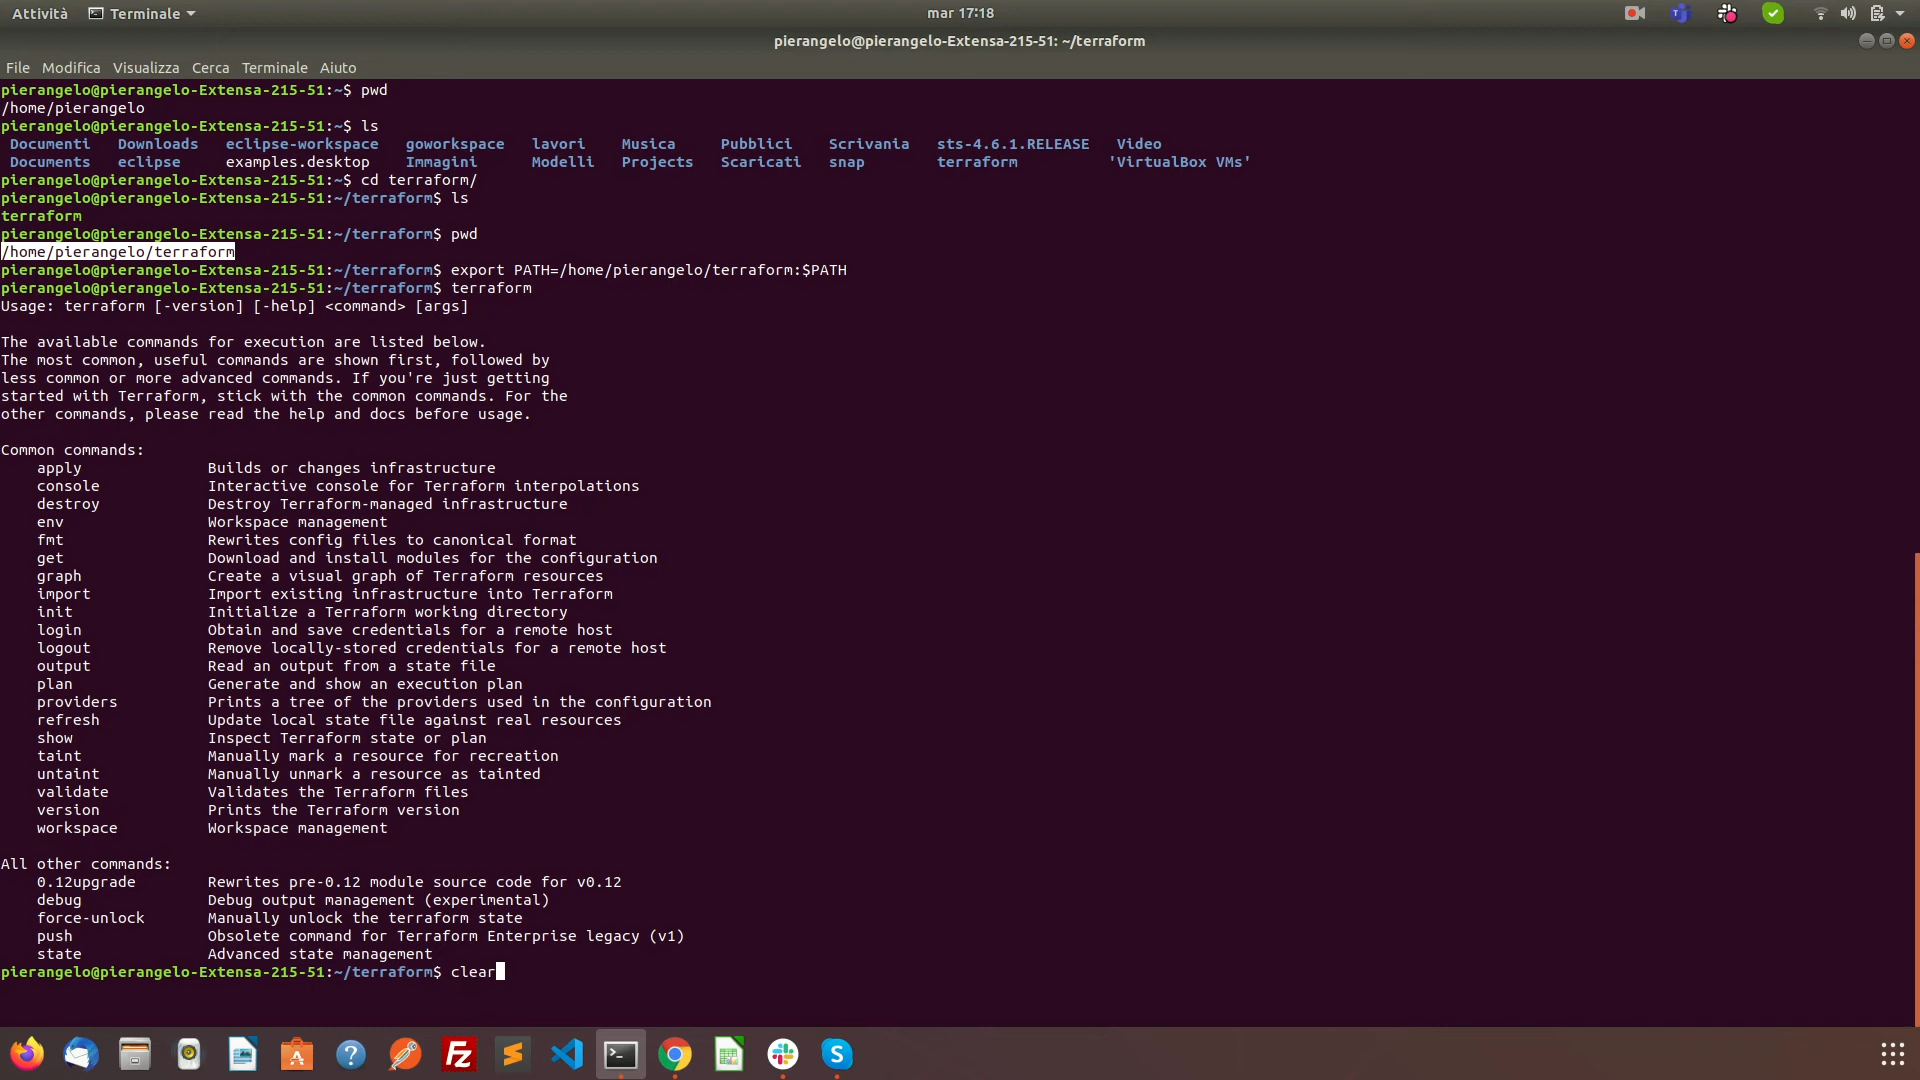 Attività Terminale mar 17:18
pierangelo@pierangelo-Extensa-215-51: ~/terraform
File Modifica Visualizza Cerca Terminale Aiuto
pierangelo@pierangelo-Extensa-215-51:~$ pwd
/home/pierangelo
pierangelo@pierangelo-Extensa-215-51:~$ ls
Documenti Downloads eclipse-workspace goworkspace lavori Musica Pubblici Scrivania sts-4.6.1.RELEASE Video
Documents eclipse examples.desktop Immagini Modelli Projects Scaricati snap terraform 'VirtualBox VMs'
pierangelo@pierangelo-Extensa-215-51:~$ cd terraform/
pierangelo@pierangelo-Extensa-215-51:~/terraform$ ls
terraform
pierangelo@pierangelo-Extensa-215-51:~/terraform$ pwd
/home/pierangelo/terraform
pierangelo@pierangelo-Extensa-215-51:~/terraform$ export PATH=/home/pierangelo/terraform:$PATH
pierangelo@pierangelo-Extensa-215-51:~/terraform$ terraform
Usage: terraform [-version] [-help] <command> [args]
The available commands for execution are listed below.
The most common, useful commands are shown first, followed by
less common or more advanced commands. If you're just getting
started with Terraform, stick with the common commands. For the
other commands, please read the help and docs before usage.
Common commands:
apply Builds or changes infrastructure
console Interactive console for Terraform interpolations
destroy Destroy Terraform-managed infrastructure
env Workspace management
fmt Rewrites config files to canonical format
get Download and install modules for the configuration
graph Create a visual graph of Terraform resources
import Import existing infrastructure into Terraform
init Initialize a Terraform working directory
login Obtain and save credentials for a remote host
logout Remove locally-stored credentials for a remote host
output Read an output from a state file
plan Generate and show an execution plan
providers Prints a tree of the providers used in the configuration
refresh Update local state file against real resources
show Inspect Terraform state or plan
taint Manually mark a resource for recreation
untaint Manually unmark a resource as tainted
validate Validates the Terraform files
version Prints the Terraform version
workspace Workspace management
All other commands:
0.12upgrade Rewrites pre-0.12 module source code for v0.12
debug Debug output management (experimental)
force-unlock Manually unlock the terraform state
push Obsolete command for Terraform Enterprise legacy (v1)
state Advanced state management
pierangelo@pierangelo-Extensa-215-51:~/terraform$ clear